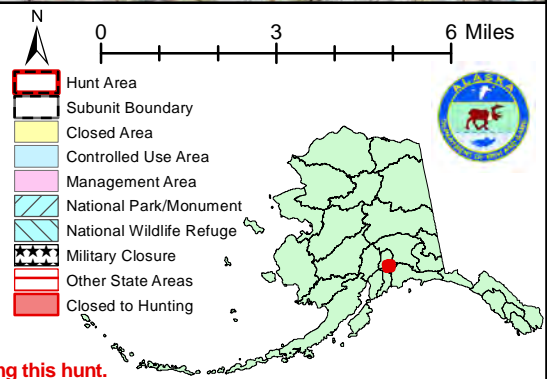 N
0 3 6 Miles
Hunt Area
Subunit Boundary
Closed Area
Controlled Use Area
Management Area
National Park/Monument
National Wildlife Refuge
Military Closure
Other State Areas
Closed to Hunting
ALASKA
ng this hunt.